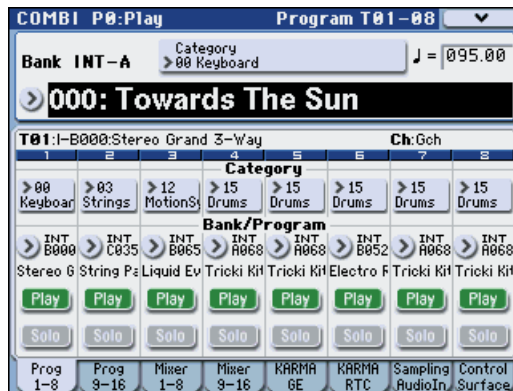 COMBI P0:Play Program T01-08
Bank INT-A Category
>00 Keyboard ♩= 095.00
000: Towards The Sun
T01:I-B000:Stereo Grand 3-Way Ch:Gch
1 2 3 4 5 6 7 8
Category
>00 >03 >12 >15 >15 >15 >15 >15
Keyboar Strings MotionSy Drums Drums Drums Drums Drums
Bank/Program
INT INT INT INT INT INT INT INT
B000 C035 B065 A068 A068 B052 A068 A068
Stereo G String Pa Liquid Ev Tricki Kit Tricki Kit Electro F Tricki Kit Tricki Kit
Play Play Play Play Play Play Play Play
Solo Solo Solo Solo Solo Solo Solo Solo
Prog Prog Mixer Mixer KARMA KARMA Sampling Control
1-8 9-16 1-8 9-16 GE RTC AudioIn Surface